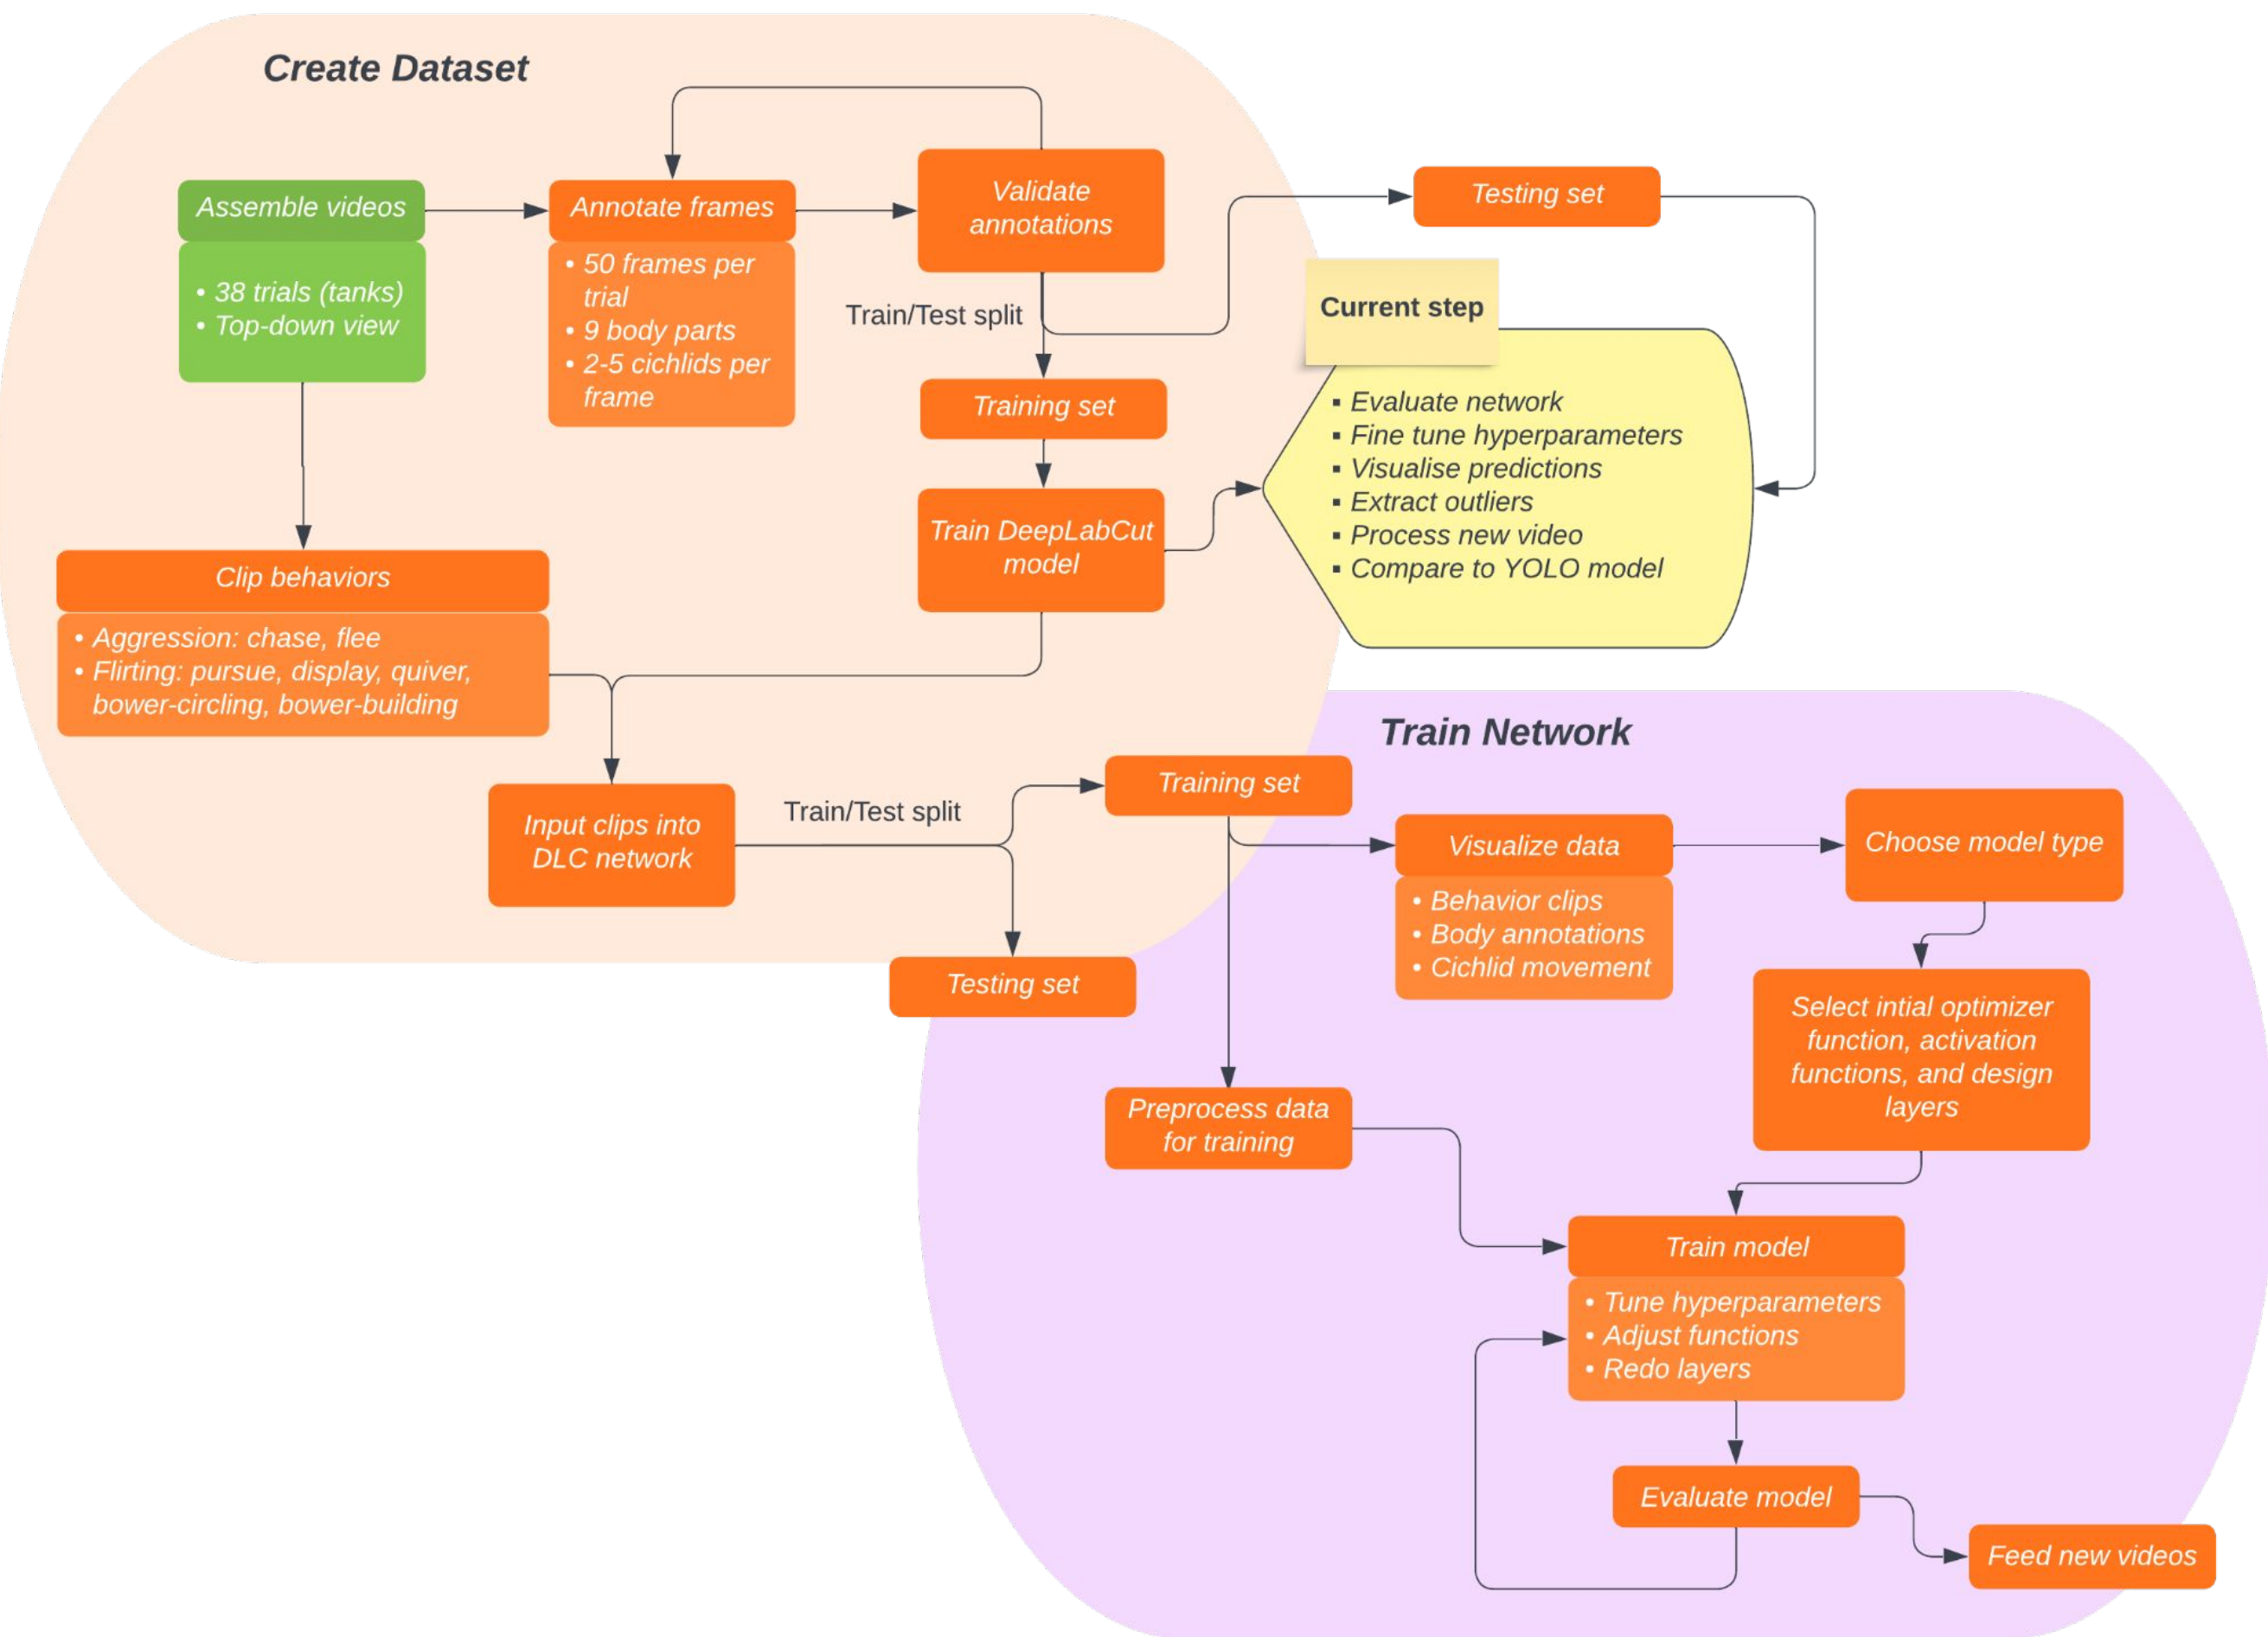 Create Dataset
Assemble videos
• 38 trials (tanks)
• Top-down view
Annotate frames
• 50 frames per
trial
• 9 body parts
• 2-5 cichlids per
frame
Validate
annotations
Testing set
Train/Test split
Training set
Train DeepLabCut
model
Current step
▪ Evaluate network
▪ Fine tune hyperparameters
▪ Visualise predictions
▪ Extract outliers
▪ Process new video
▪ Compare to YOLO model
Clip behaviors
• Aggression: chase, flee
• Flirting: pursue, display, quiver,
bower-circling, bower-building
Input clips into
DLC network
Train/Test split
Training set
Testing set
Train Network
Visualize data
• Behavior clips
• Body annotations
• Cichlid movement
Choose model type
Select intial optimizer
function, activation
functions, and design
layers
Preprocess data
for training
Train model
• Tune hyperparameters
• Adjust functions
• Redo layers
Evaluate model
Feed new videos